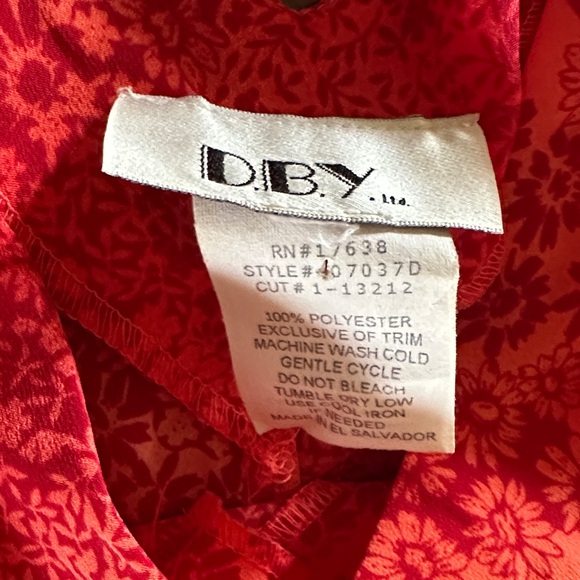 D.B.Y. Ltd.
RN# 17638
STYLE# 407037D
CUT # 1-13212
100% POLYESTER
EXCLUSIVE OF TRIM
MACHINE WASH COLD
GENTLE CYCLE
DO NOT BLEACH
TUMBLE DRY LOW
USE COOL IRON
IF NEEDED
MADE IN EL SALVADOR